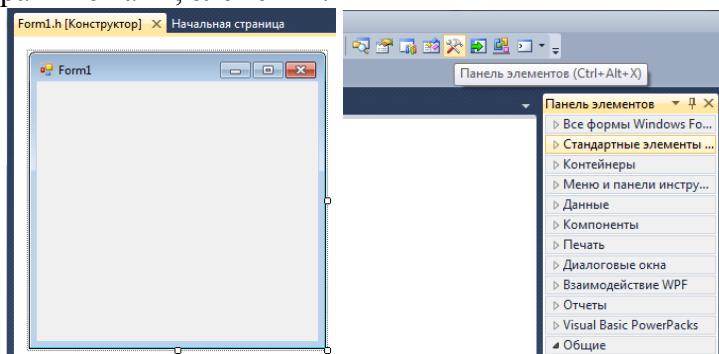 Form1.h [Конструктор] Начальная страница
Form1
Панель элементов (Ctrl+Alt+X)
Панель элементов
Все формы Windows Fo...
Стандартные элементы ...
Контейнеры
Меню и панели инстру...
Данные
Компоненты
Печать
Диалоговые окна
Взаимодействие WPF
Отчеты
Visual Basic PowerPacks
Общие